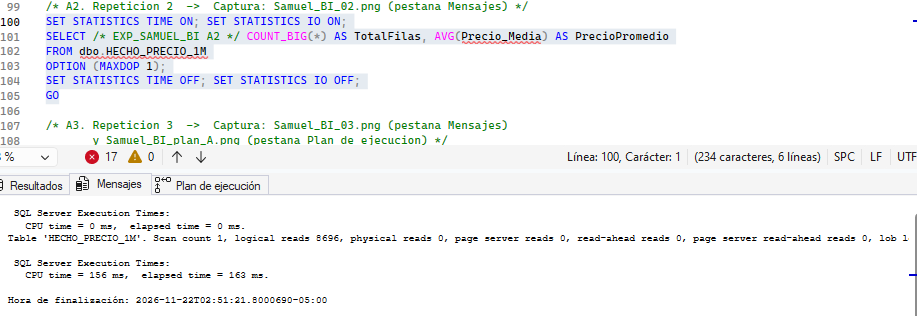 99 /* A2. Repeticion 2 -> Captura: Samuel_BI_02.png (pestana Mensajes) */
100 SET STATISTICS TIME ON; SET STATISTICS IO ON;
101 SELECT /* EXP_SAMUEL_BI A2 */ COUNT_BIG(*) AS TotalFilas, AVG(Precio_Media) AS PrecioPromedio
102 FROM dbo.HECHO_PRECIO_1M
103 OPTION (MAXDOP 1);
104 SET STATISTICS TIME OFF; SET STATISTICS IO OFF;
105 GO
106
107 /* A3. Repeticion 3 -> Captura: Samuel_BI_03.png (pestana Mensajes)
108 y Samuel_BI_plan_A.png (pestana Plan de ejecucion) */
% 17 0 Línea: 100, Carácter: 1 (234 caracteres, 6 líneas) SPC LF UTF
Resultados Mensajes Plan de ejecución
SQL Server Execution Times:
CPU time = 0 ms, elapsed time = 0 ms.
Table 'HECHO_PRECIO_1M'. Scan count 1, logical reads 8696, physical reads 0, page server reads 0, read-ahead reads 0, page server read-ahead reads 0, lob l
SQL Server Execution Times:
CPU time = 156 ms, elapsed time = 163 ms.
Hora de finalización: 2026-11-22T02:51:21.8000690-05:00